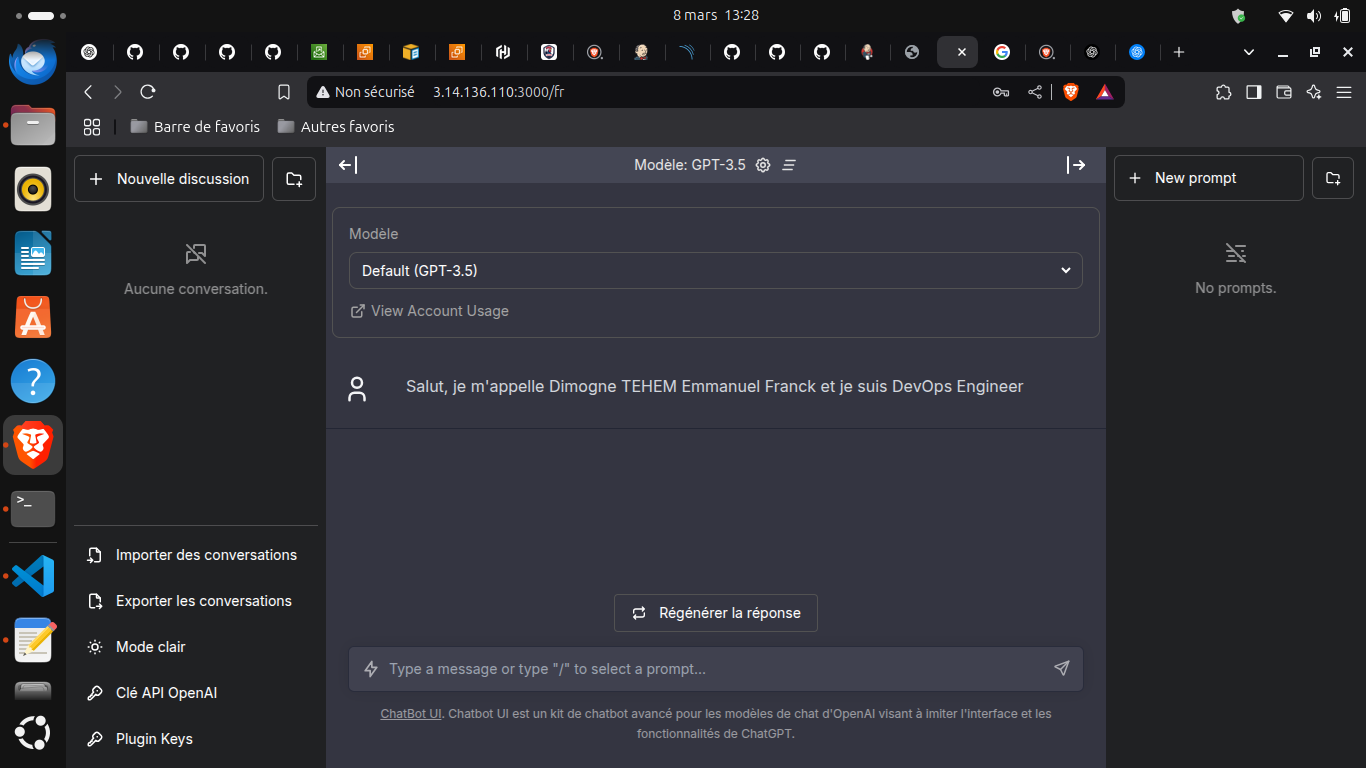 8 mars 13:28
Non sécurisé 3.14.136.110:3000/fr
Barre de favoris Autres favoris
Nouvelle discussion
Aucune conversation.
Importer des conversations
Exporter les conversations
Mode clair
Clé API OpenAI
Plugin Keys
Modèle: GPT-3.5
Modèle
Default (GPT-3.5)
View Account Usage
Salut, je m'appelle Dimogne TEHEM Emmanuel Franck et je suis DevOps Engineer
Régénérer la réponse
Type a message or type "/" to select a prompt...
ChatBot UI. Chatbot UI est un kit de chatbot avancé pour les modèles de chat d'OpenAI visant à imiter l'interface et les
fonctionnalités de ChatGPT.
New prompt
No prompts.